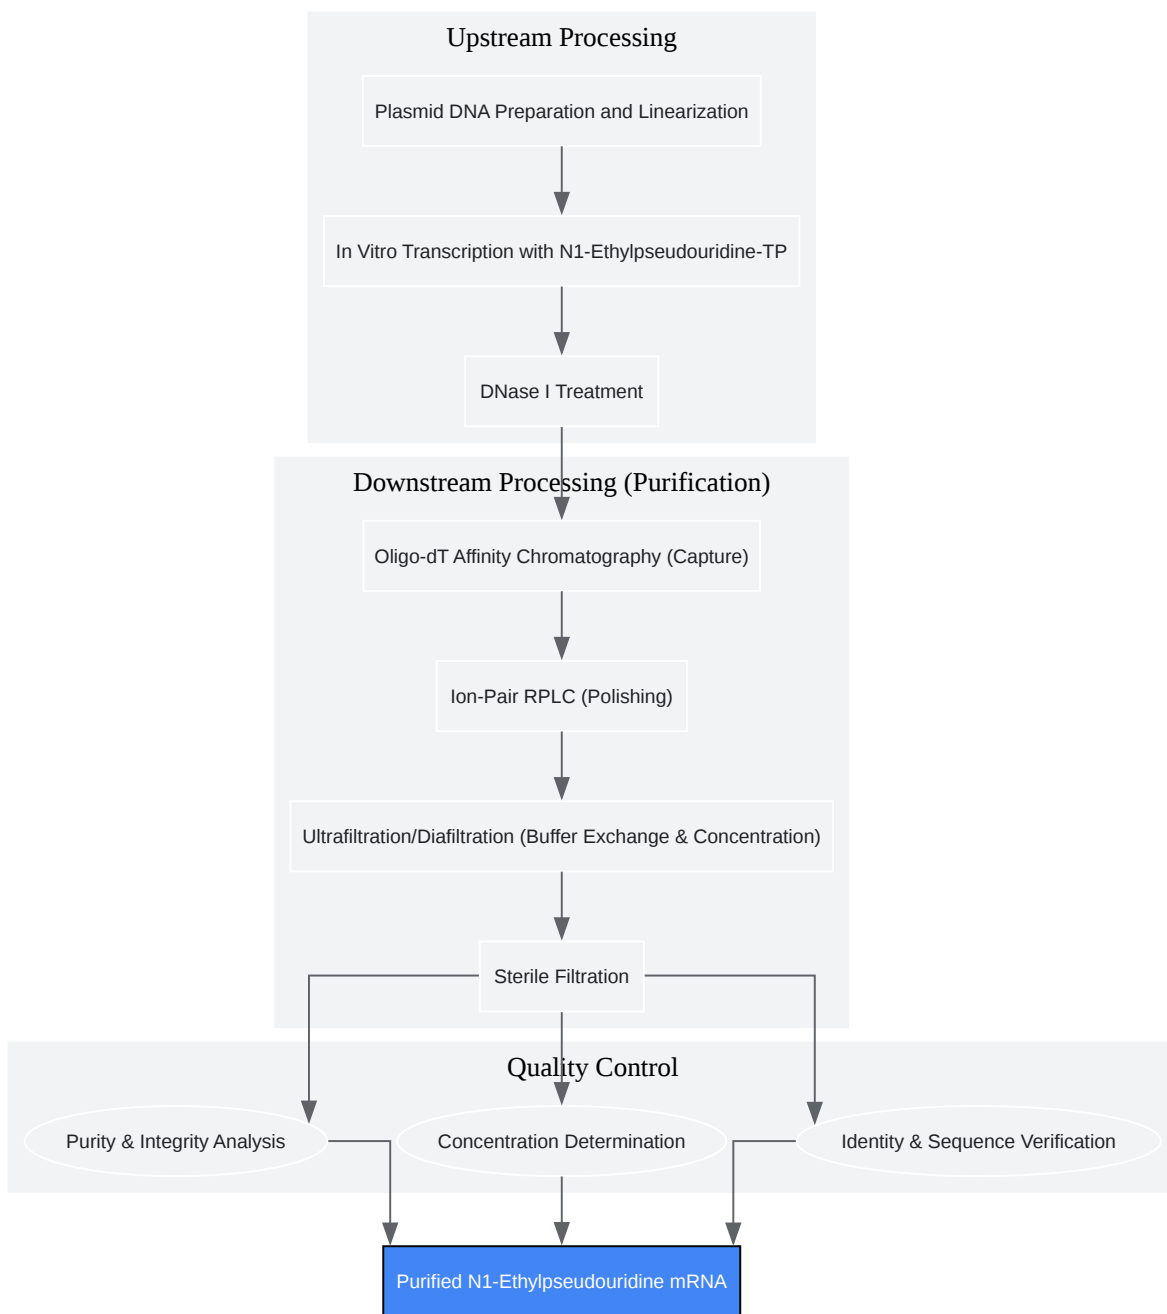 Upstream Processing
Plasmid DNA Preparation and Linearization
In Vitro Transcription with N1-Ethylpseudouridine-TP
DNase I Treatment
Downstream Processing (Purification)
Oligo-dT Affinity Chromatography (Capture)
Ion-Pair RPLC (Polishing)
Ultrafiltration/Diafiltration (Buffer Exchange & Concentration)
Sterile Filtration
Quality Control
Purity & Integrity Analysis
Concentration Determination
Identity & Sequence Verification
Purified N1-Ethylpseudouridine mRNA